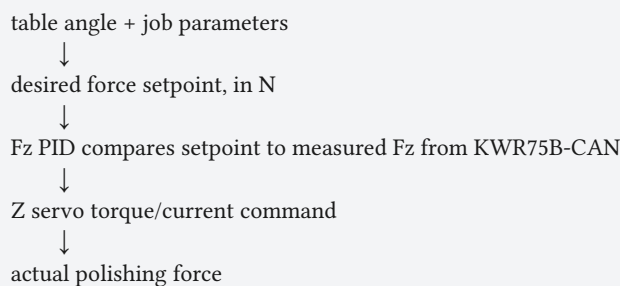 table angle + job parameters
↓
desired force setpoint, in N
↓
Fz PID compares setpoint to measured Fz from KWR75B-CAN
↓
Z servo torque/current command
↓
actual polishing force